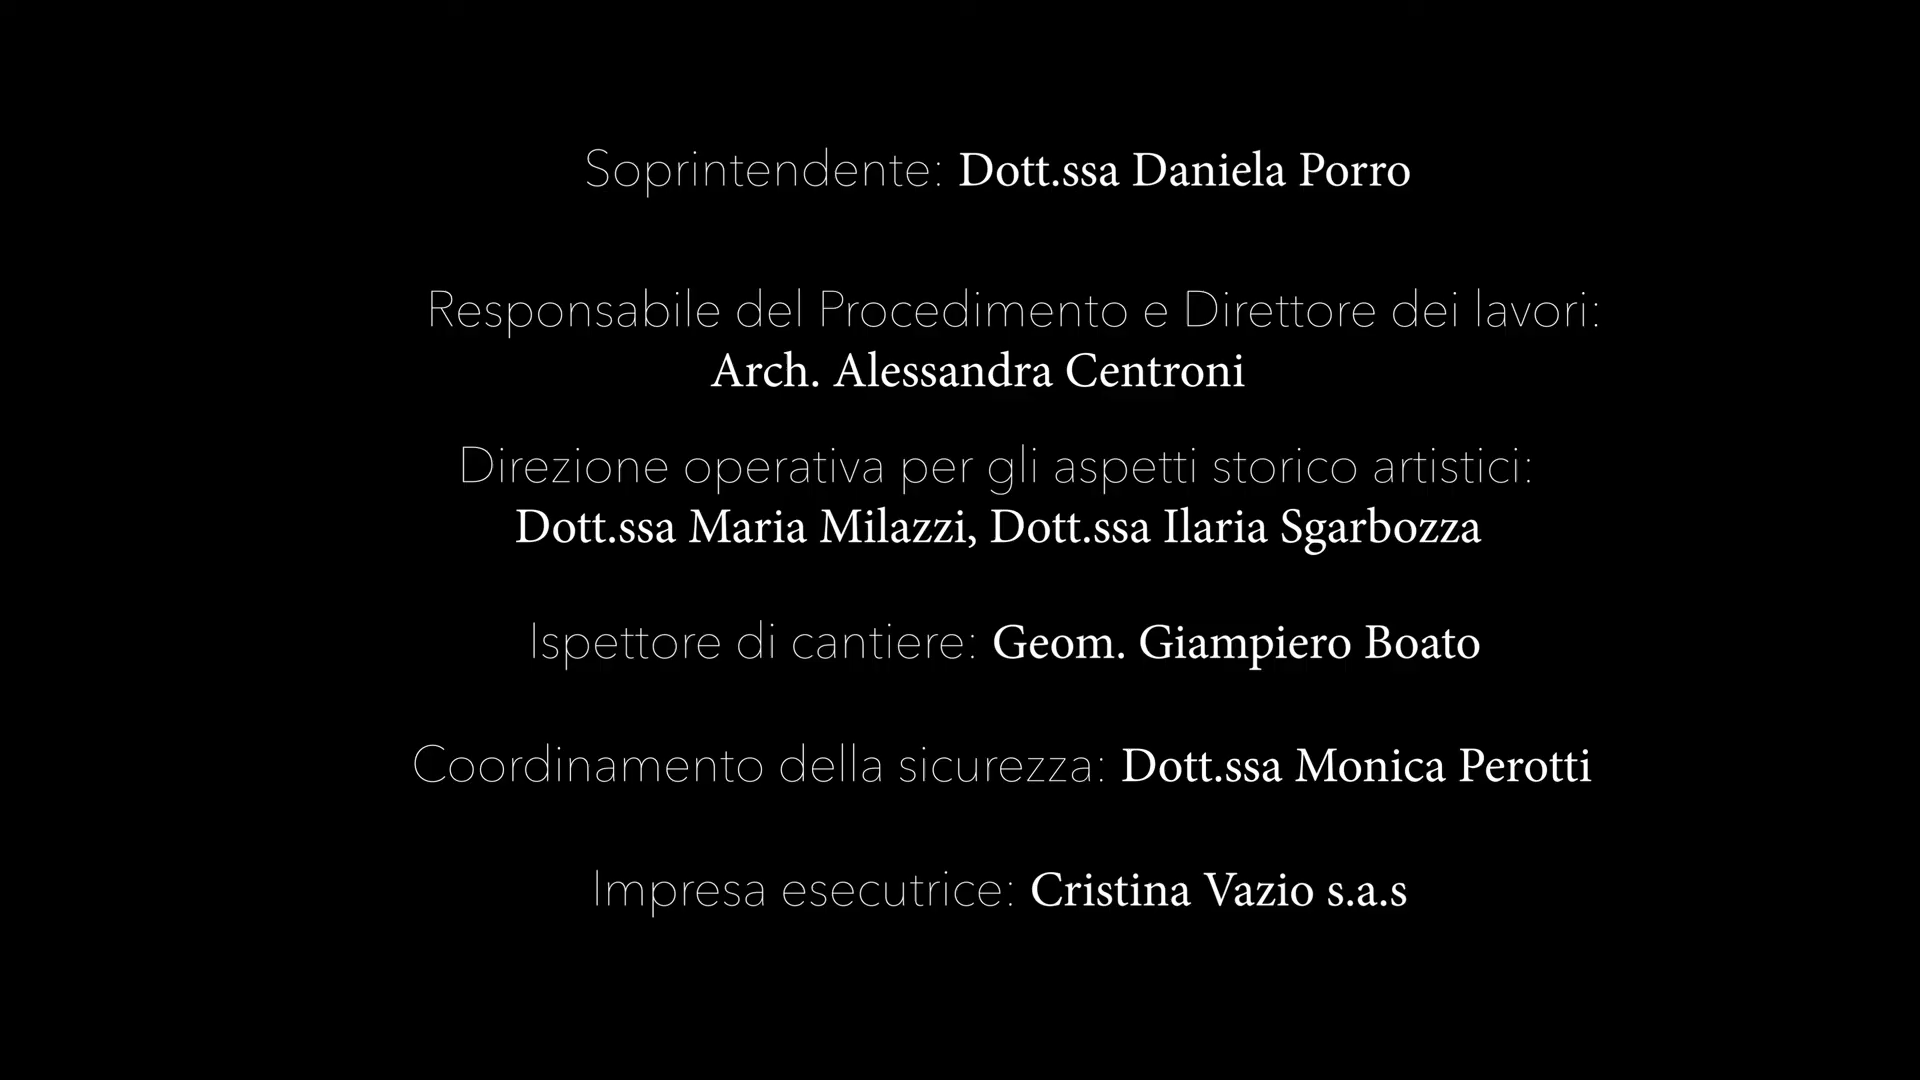 Soprintendente: Dott.ssa Daniela Porro
Responsabile del Procedimento e Direttore dei lavori:
Arch. Alessandra Centroni
Direzione operativa per gli aspetti storico artistici:
Dott.ssa Maria Milazzi, Dott.ssa Ilaria Sgarbozza
Ispettore di cantiere: Geom. Giampiero Boato
Coordinamento della sicurezza: Dott.ssa Monica Perotti
Impresa esecutrice: Cristina Vazio s.a.s